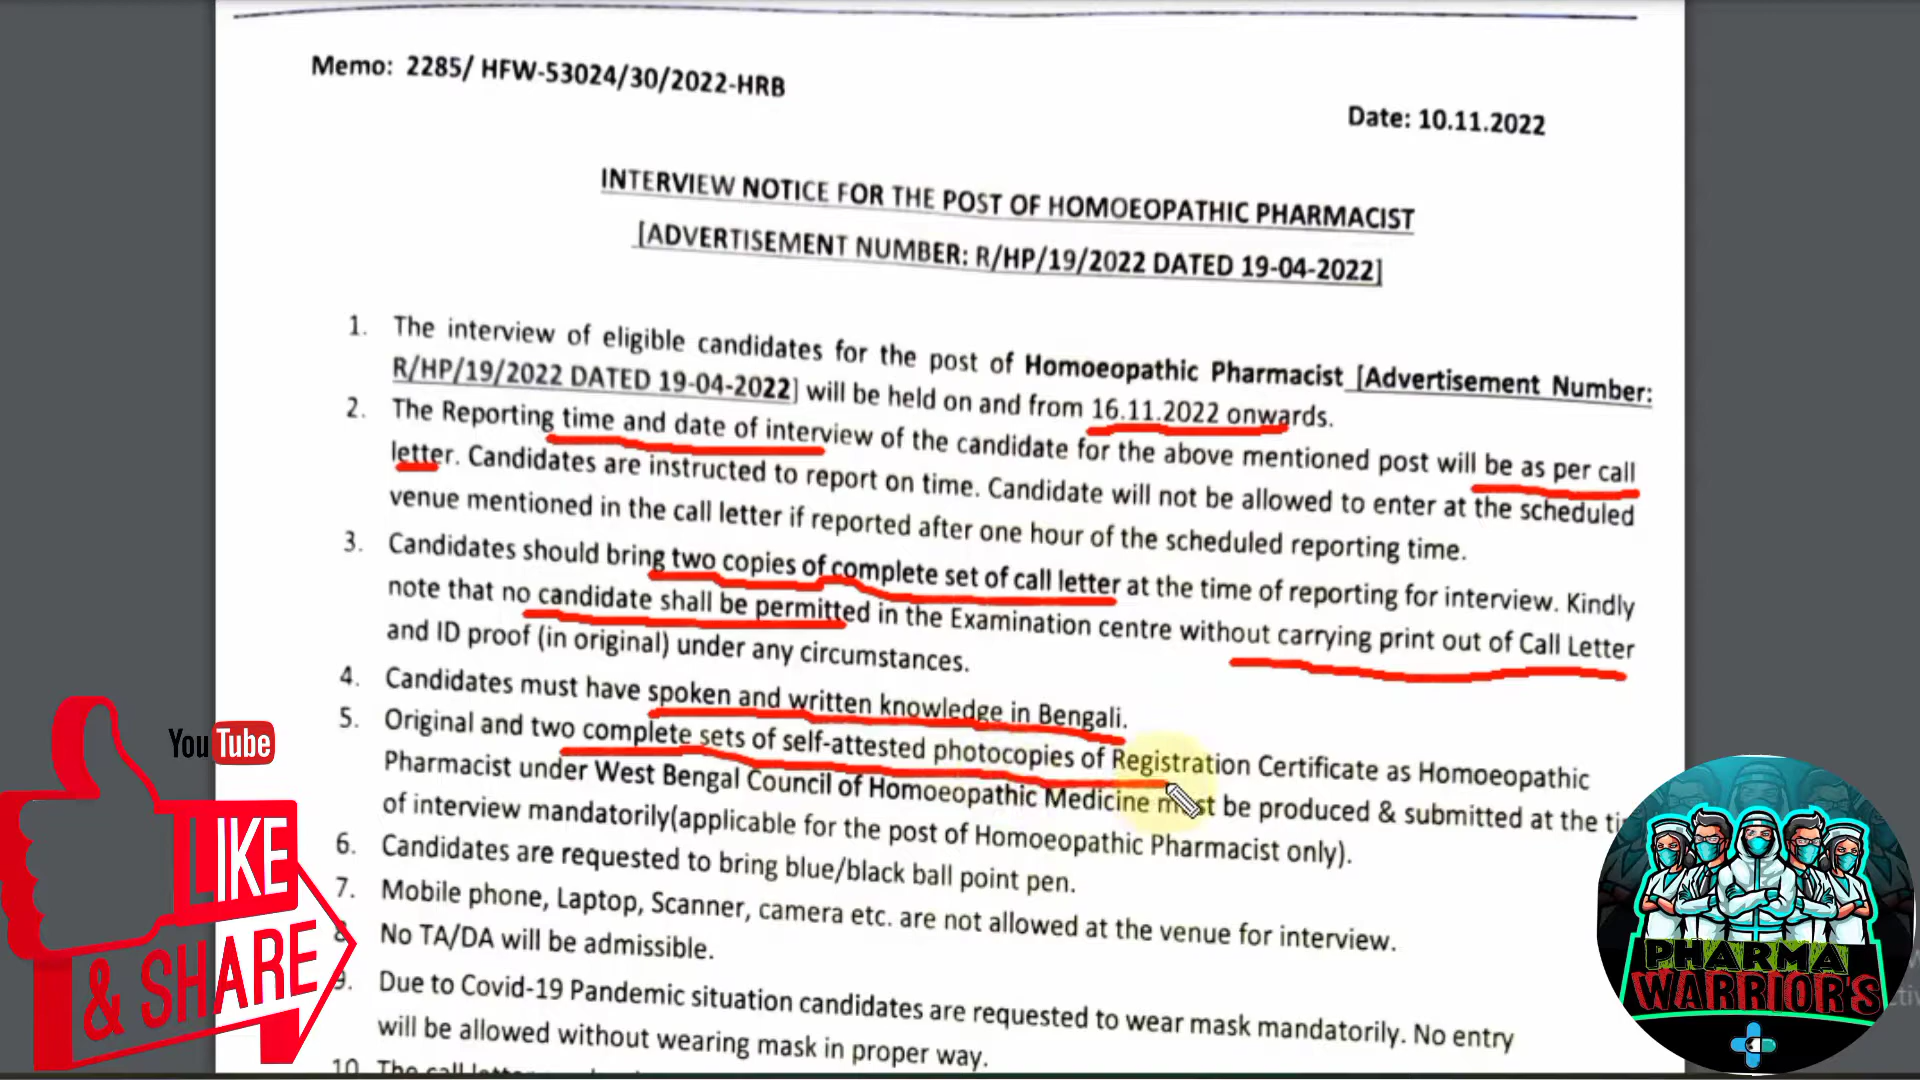 Memo: 2285/ HFW-53024/30/2022-HRB
Date: 10.11.2022
INTERVIEW NOTICE FOR THE POST OF HOMOEOPATHIC PHARMACIST
[ADVERTISEMENT NUMBER: R/HP/19/2022 DATED 19-04-2022]
1. The interview of eligible candidates for the post of Homoeopathic Pharmacist [Advertisement Number:
R/HP/19/2022 DATED 19-04-2022] will be held on and from 16.11.2022 onwards.
2. The Reporting time and date of interview of the candidate for the above mentioned post will be as per call
letter. Candidates are instructed to report on time. Candidate will not be allowed to enter at the scheduled
venue mentioned in the call letter if reported after one hour of the scheduled reporting time.
3. Candidates should bring two copies of complete set of call letter at the time of reporting for interview. Kindly
note that no candidate shall be permitted in the Examination centre without carrying print out of Call Letter
and ID proof (in original) under any circumstances.
4. Candidates must have spoken and written knowledge in Bengali.
5. Original and two complete sets of self-attested photocopies of Registration Certificate as Homoeopathic
Pharmacist under West Bengal Council of Homoeopathic Medicine must be produced & submitted at the
of interview mandatorily(applicable for the post of Homoeopathic Pharmacist only).
6. Candidates are requested to bring blue/black ball point pen.
7. Mobile phone, Laptop, Scanner, camera etc. are not allowed at the venue for interview.
8. No TA/DA will be admissible.
9. Due to Covid-19 Pandemic situation candidates are requested to wear mask mandatorily. No entry
will be allowed without wearing mask in proper way.
10. The call
YouTube
LIKE
& SHARE
PHARMA
WARRIOR'S